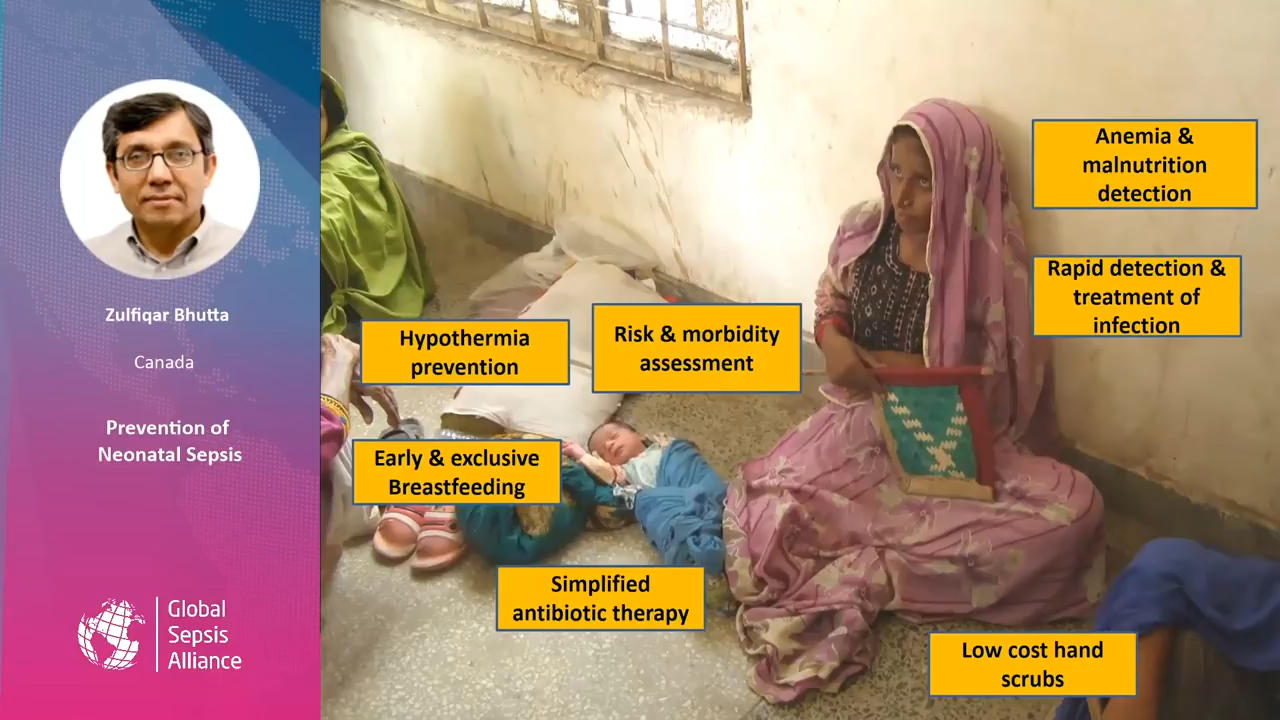 Zulfiqar Bhutta
Canada
Prevention of
Neonatal Sepsis
Global
Sepsis
Alliance
Anemia &
malnutrition
detection
Rapid detection &
treatment of
infection
Hypothermia
prevention
Risk & morbidity
assessment
Early & exclusive
Breastfeeding
Simplified
antibiotic therapy
Low cost hand
scrubs